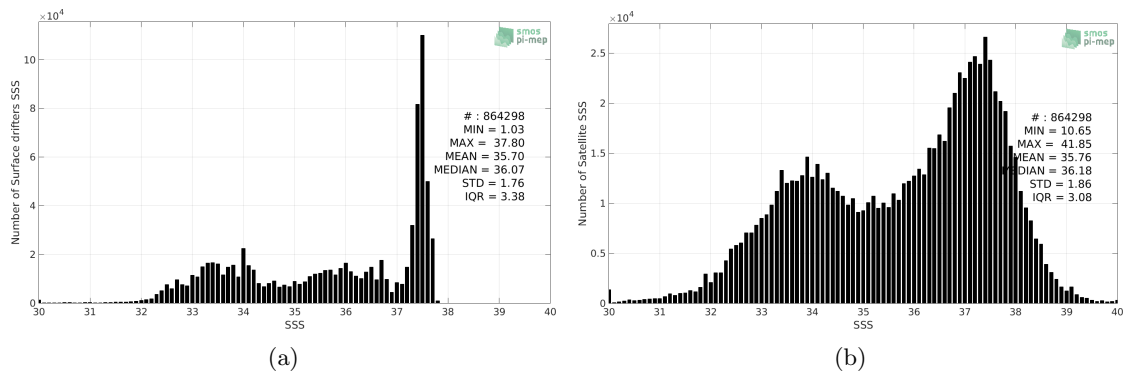 ×10⁴
smos
pi-mep
Number of Surface drifters SSS
10
8
6
4
2
0
# : 864298
MIN = 1.03
MAX = 37.80
MEAN = 35.70
MEDIAN = 36.07
STD = 1.76
IQR = 3.38
30 31 32 33 34 35 36 37 38 39 40
SSS
(a)
×10⁴
smos
pi-mep
Number of Satellite SSS
2.5
2
1.5
1
0.5
0
# : 864298
MIN = 10.65
MAX = 41.85
MEAN = 35.76
MEDIAN = 36.18
STD = 1.86
IQR = 3.08
30 31 32 33 34 35 36 37 38 39 40
SSS
(b)